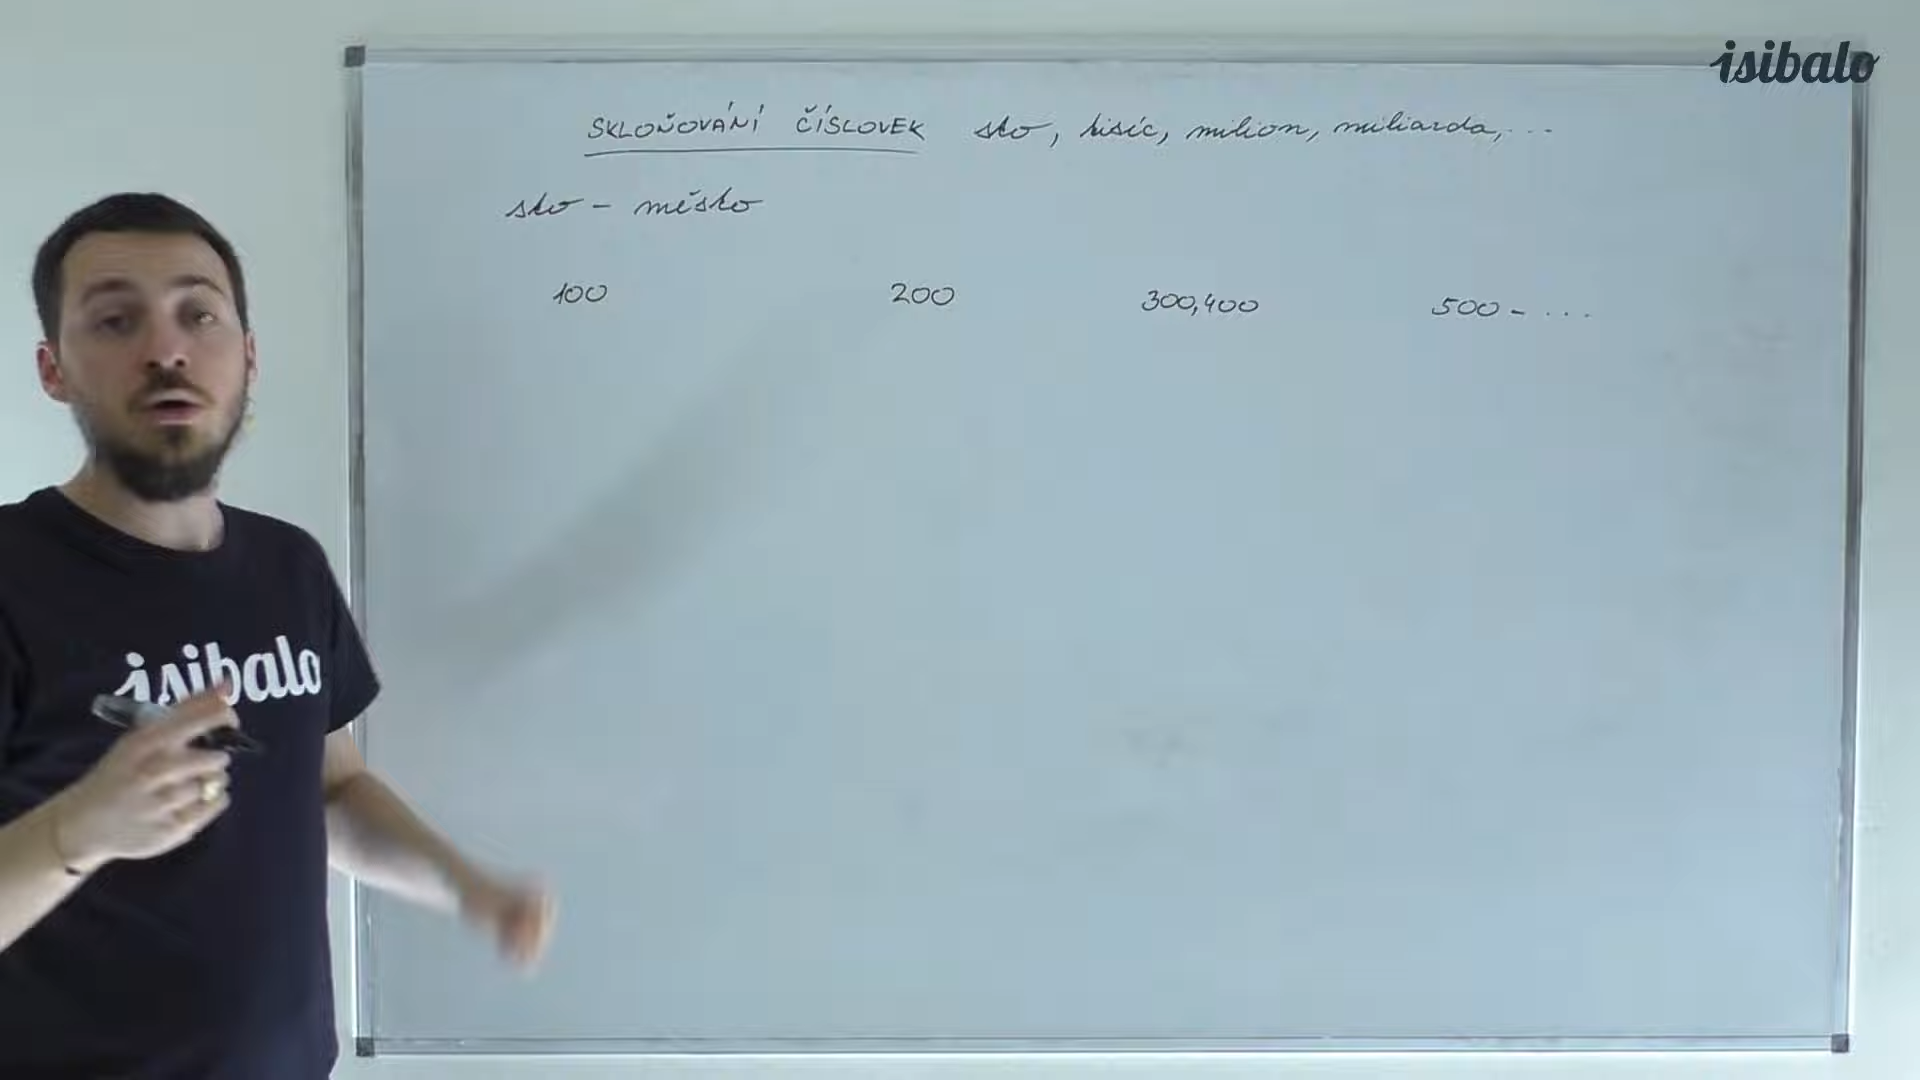 isibalo
SKLOŇOVÁNÍ ČÍSLOVEK sto, tisíc, milion, miliarda, ...
sto - město
100 200 300,400 500 - ...
isibalo